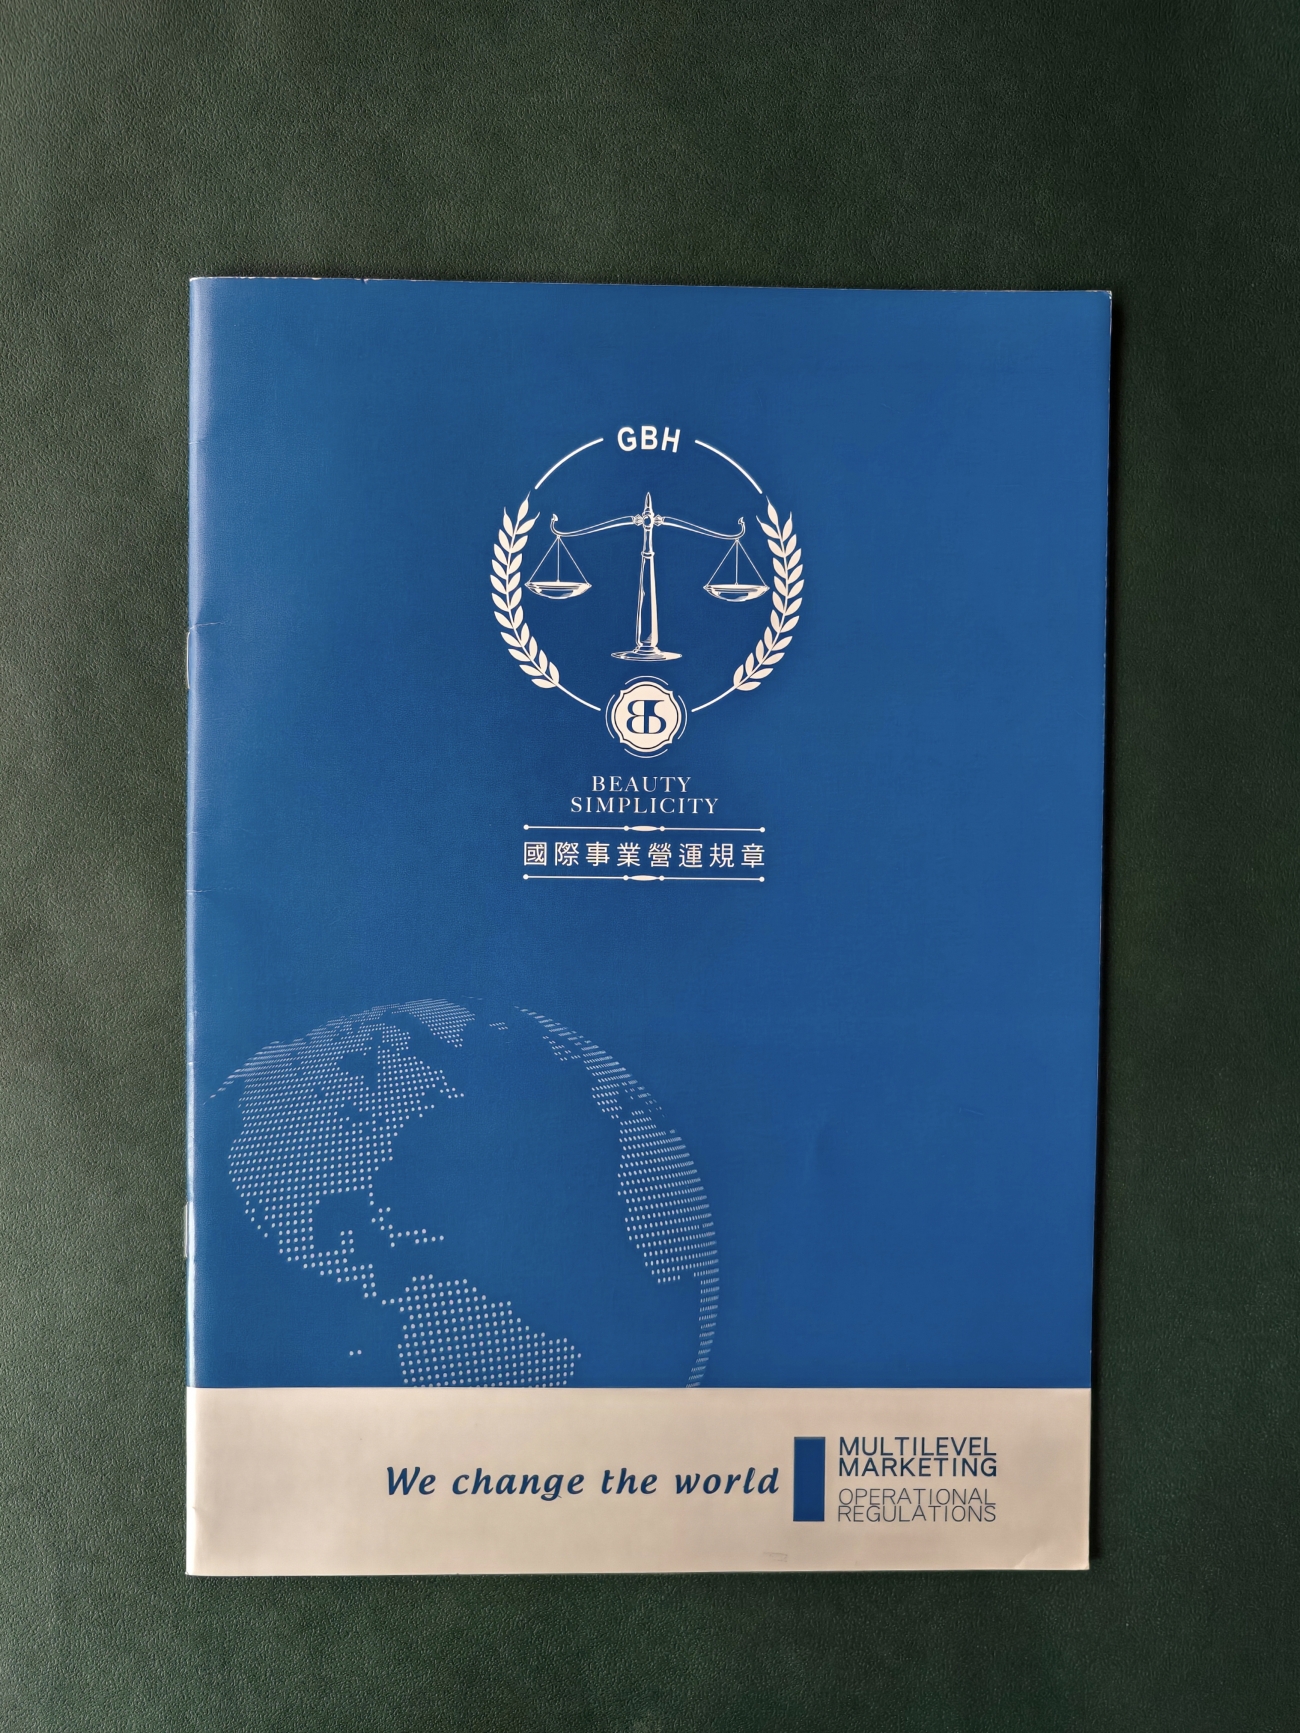 GBH
BS
BEAUTY
SIMPLICITY
國際事業營運規章
We change the world
MULTILEVEL
MARKETING
OPERATIONAL
REGULATIONS